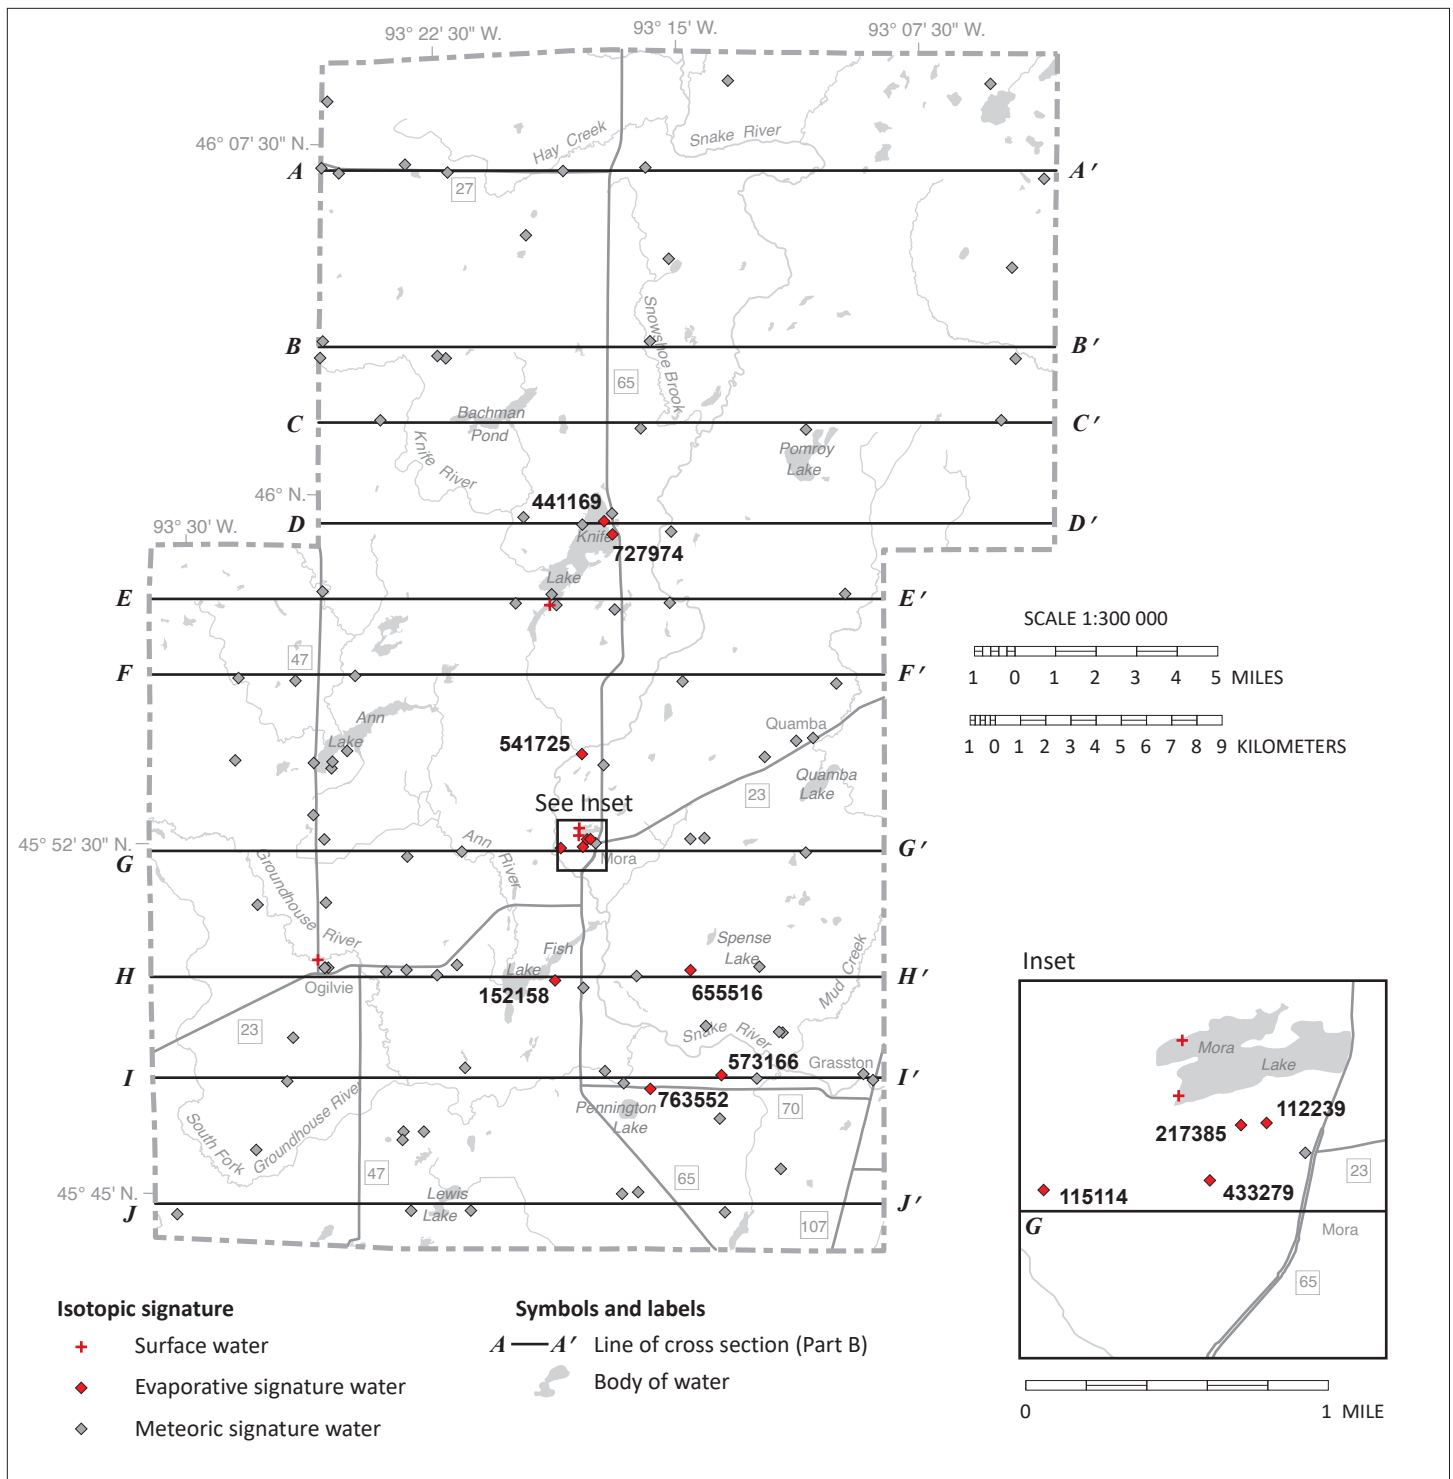 93° 22' 30" W.
93° 15' W.
93° 07' 30" W.
46° 07' 30" N.
Hay Creek
Snake River
A
A'
27
Snowshoe Brook
B
B'
65
Bachman
Pond
C
C'
Knife River
Pomroy
Lake
46° N.
441169
93° 30' W.
D
D'
Knife
727974
Lake
E
E'
SCALE 1:300 000
1 0 1 2 3 4 5 MILES
1 0 1 2 3 4 5 6 7 8 9 KILOMETERS
47
F
F'
Ann
Lake
541725
Quamba
Quamba
Lake
23
See Inset
45° 52' 30" N.
G
G'
Ann River
Mora
Groundhouse River
Fish
Lake
Spense
Lake
Mud Creek
H
H'
Ogilvie
152158
655516
23
Snake River
Grasston
573166
I
I'
763552
70
Pennington
Lake
South Fork
Groundhouse River
47
65
45° 45' N.
Lewis
Lake
J
J'
107
Inset
Mora
Lake
112239
217385
115114
433279
23
G
Mora
65
0 1 MILE
Isotopic signature
Surface water
Evaporative signature water
Meteoric signature water
Symbols and labels
A A' Line of cross section (Part B)
Body of water